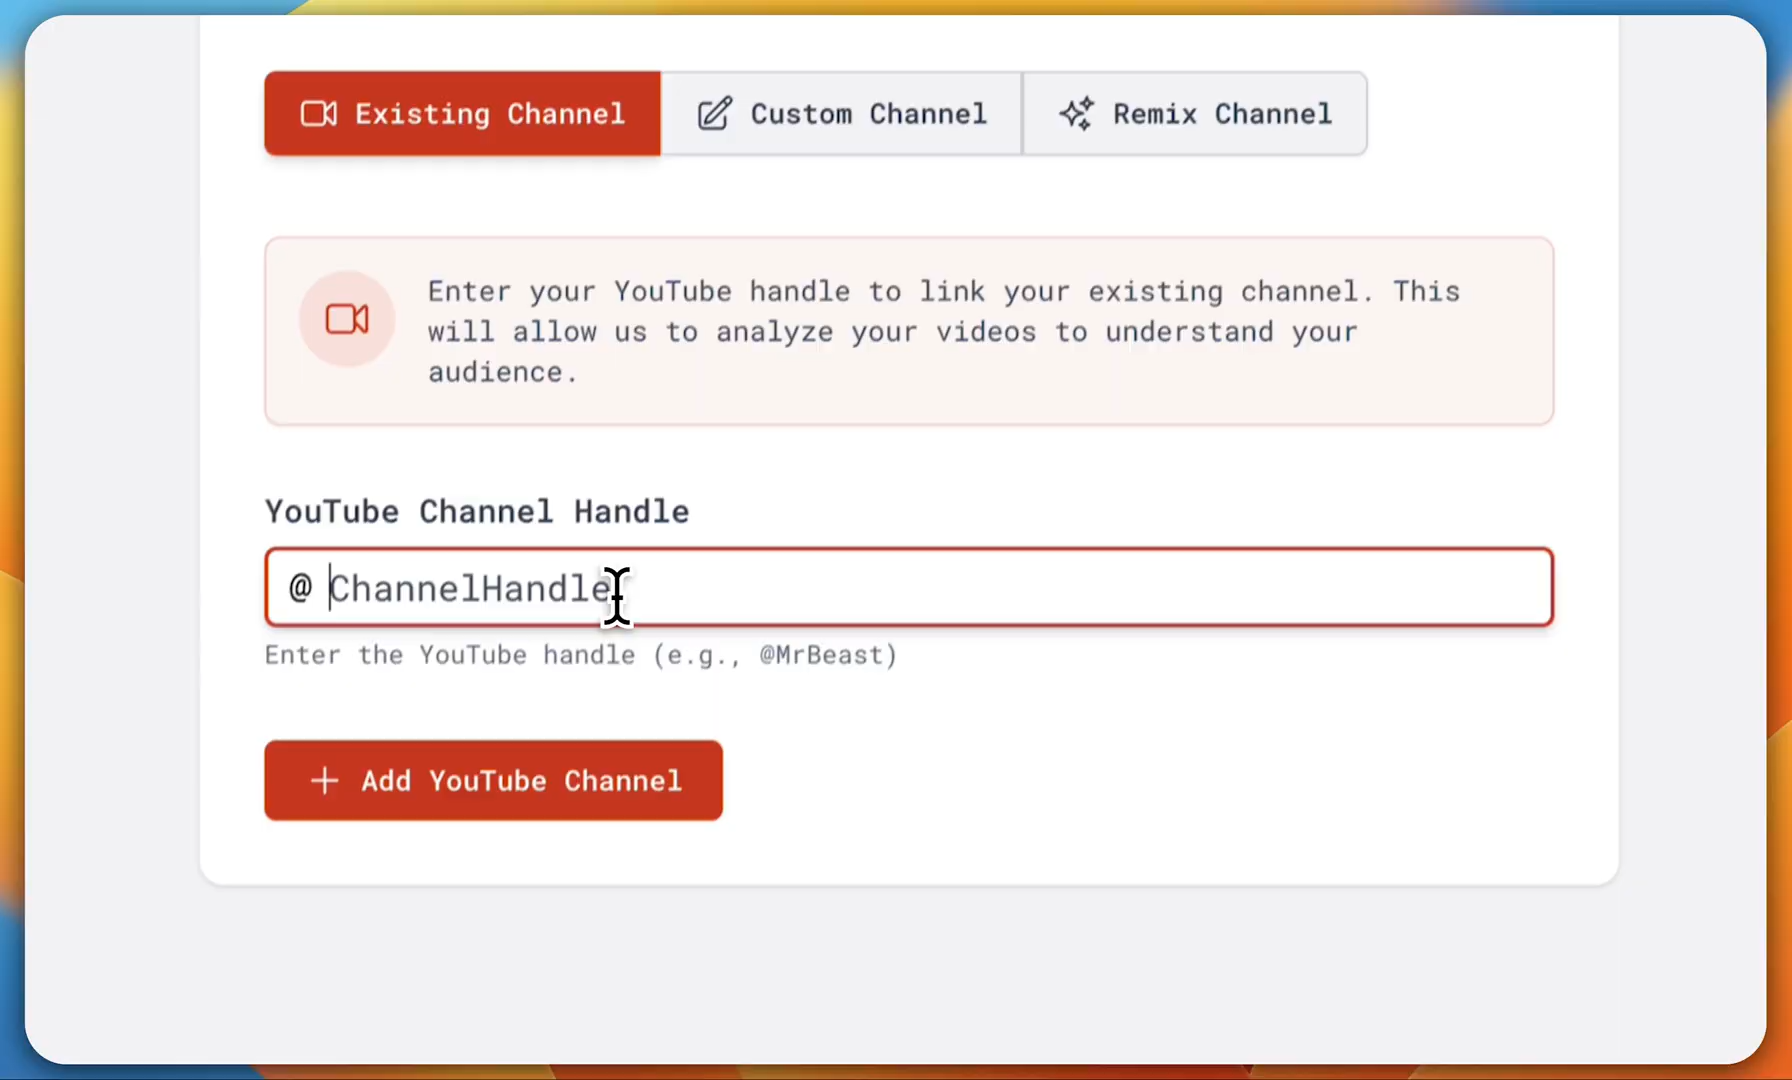 Existing Channel
Custom Channel
Remix Channel
Enter your YouTube handle to link your existing channel. This
will allow us to analyze your videos to understand your
audience.
YouTube Channel Handle
@ ChannelHandle
Enter the YouTube handle (e.g., @MrBeast)
Add YouTube Channel